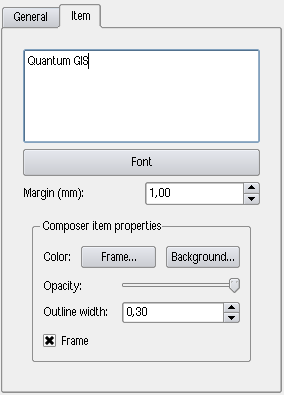 General Item
Quantum GIS
Font
Margin (mm): 1,00
Composer item properties
Color: Frame... Background...
Opacity:
Outline width: 0,30
Frame